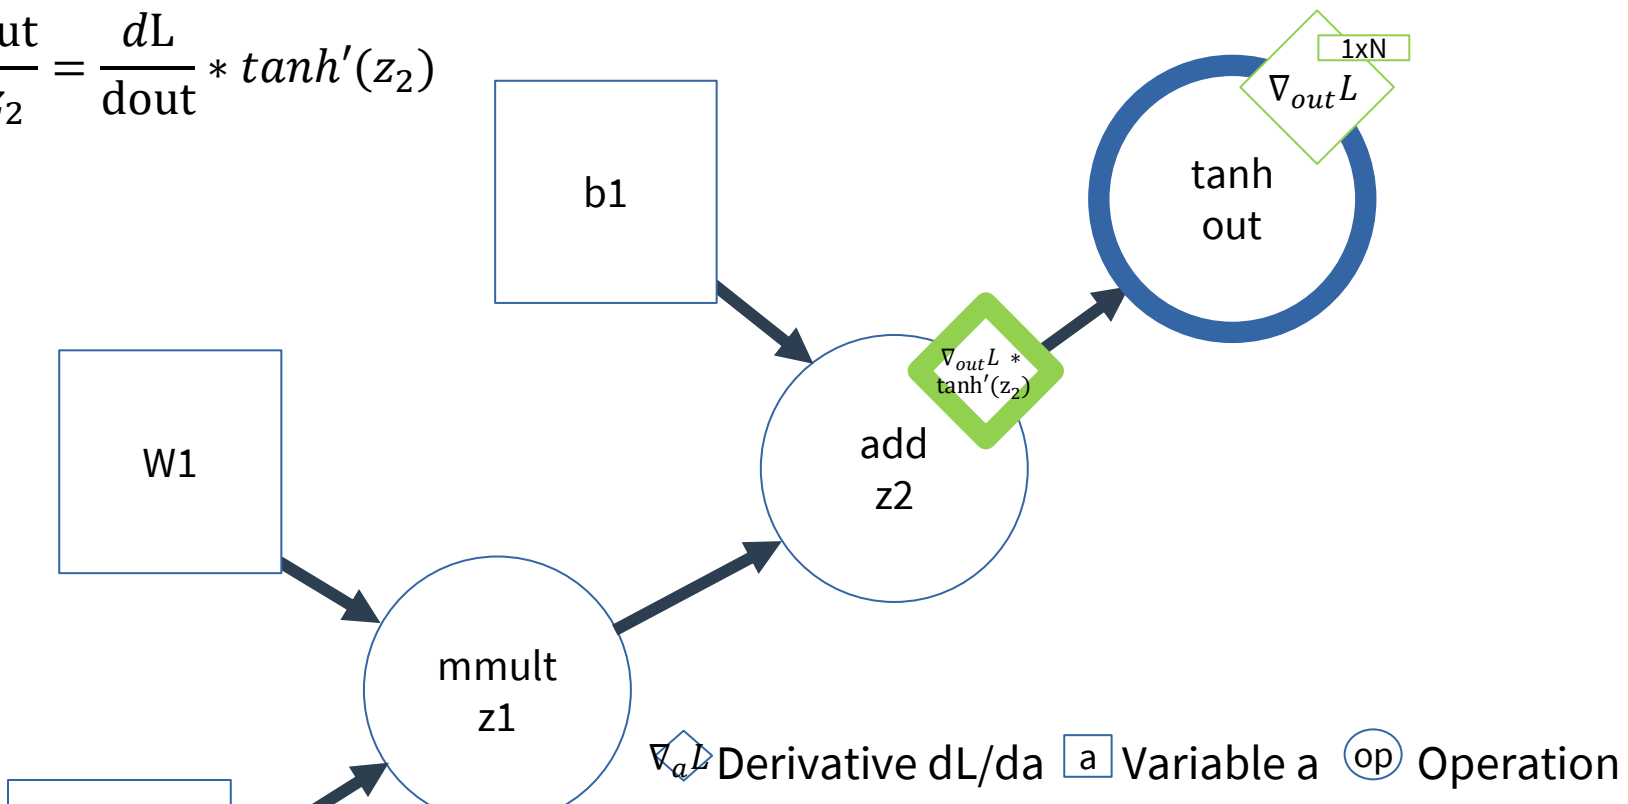 ut/z₂ = dL/dout * tanh′(z₂)
1xN
∇outL
tanh
out
b1
∇outL *
tanh′(z₂)
add
z2
W1
mmult
z1
∇aL Derivative dL/da a Variable a op Operation